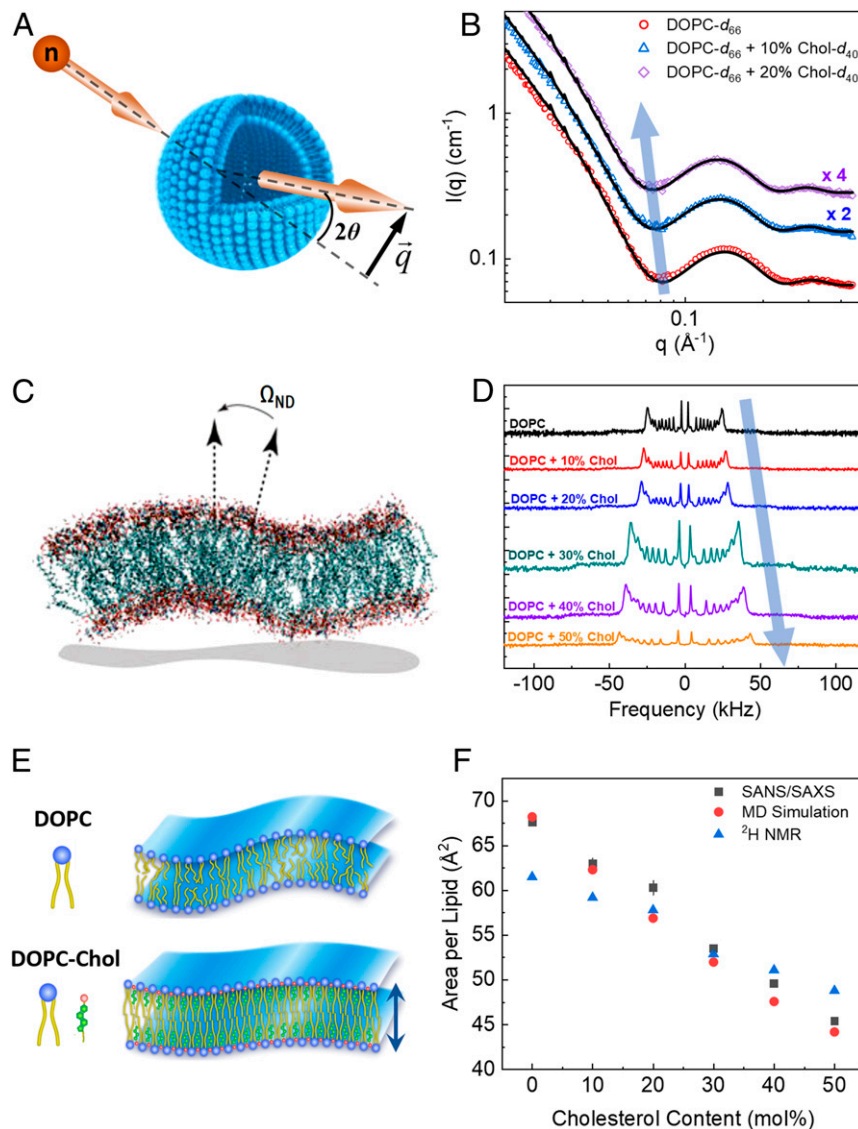 A
n
2θ
q⃗
B
DOPC-d66
DOPC-d66 + 10% Chol-d40
DOPC-d66 + 20% Chol-d40
1
I(q) (cm-1)
x 4
x 2
0.1
0.1
q (Å-1)
C
ΩND
D
DOPC
DOPC + 10% Chol
DOPC + 20% Chol
DOPC + 30% Chol
DOPC + 40% Chol
DOPC + 50% Chol
-100 -50 0 50 100
Frequency (kHz)
E
DOPC
DOPC-Chol
F
SANS/SAXS
MD Simulation
2H NMR
70
65
60
55
50
45
40
Area per Lipid (Å2)
0 10 20 30 40 50
Cholesterol Content (mol%)